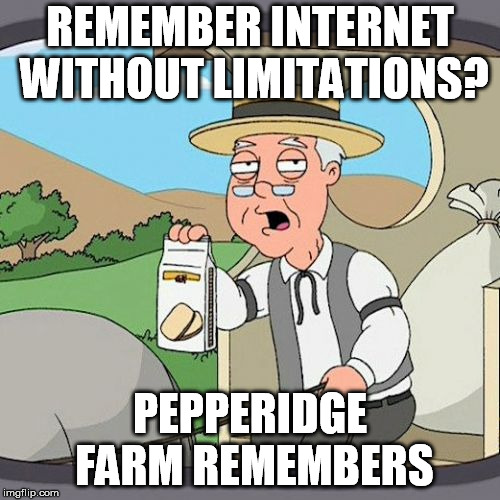 REMEMBER INTERNET
WITHOUT LIMITATIONS?
PEPPERIDGE
FARM REMEMBERS
imgflip.com